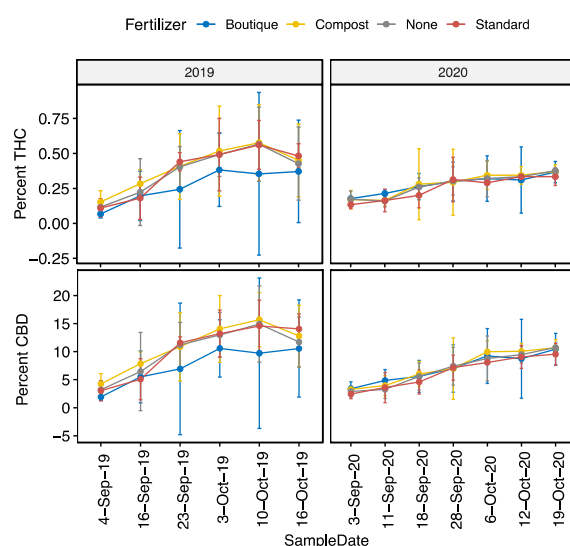 Fertilizer Boutique Compost None Standard
2019 2020
Percent THC
0.75
0.50
0.25
0.00
−0.25
Percent CBD
20
15
10
5
0
−5
4−Sep−19
16−Sep−19
23−Sep−19
3−Oct−19
10−Oct−19
16−Oct−19
3−Sep−20
11−Sep−20
18−Sep−20
28−Sep−20
6−Oct−20
12−Oct−20
19−Oct−20
SampleDate